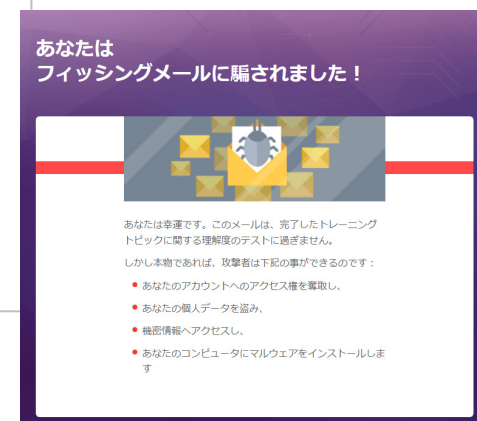 あなたは
フィッシングメールに騙されました！
あなたは幸運です。このメールは、完了したトレーニング
トピックに関する理解度のテストに過ぎません。
しかし本物であれば、攻撃者は下記の事ができるのです：
あなたのアカウントへのアクセス権を奪取し、
あなたの個人データを盗み、
機密情報へアクセスし、
あなたのコンピュータにマルウェアをインストールしま
す